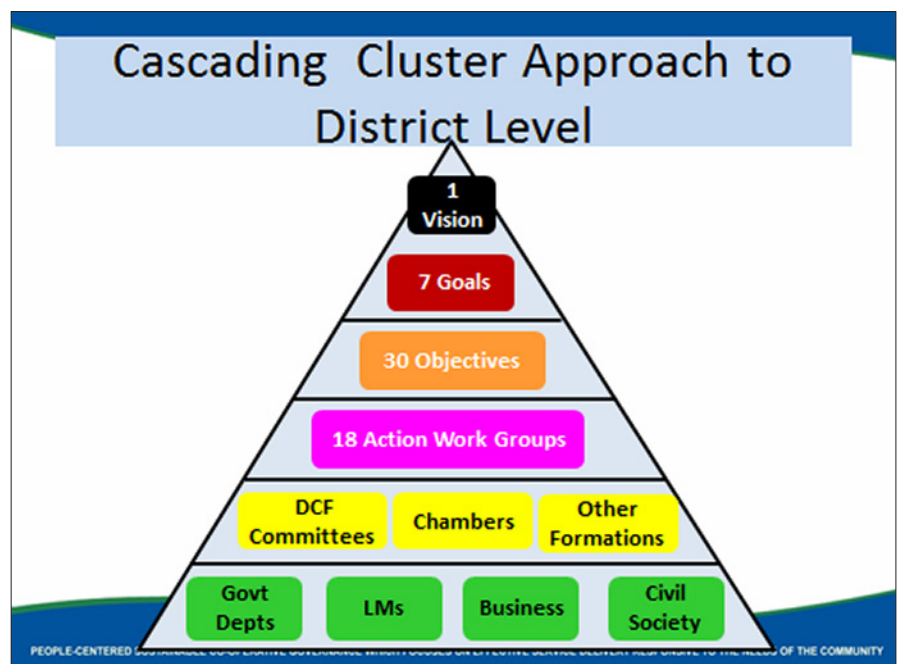 Cascading Cluster Approach to
District Level
1
Vision
7 Goals
30 Objectives
18 Action Work Groups
DCF
Committees
Chambers
Other
Formations
Govt
Depts
LMs
Business
Civil
Society
PEOPLE-CENTERED SUSTAINABLE CO-OPERATIVE GOVERNANCE WHICH FOCUSES ON EFFECTIVE SERVICE DELIVERY RESPONSIVE TO THE NEEDS OF THE COMMUNITY